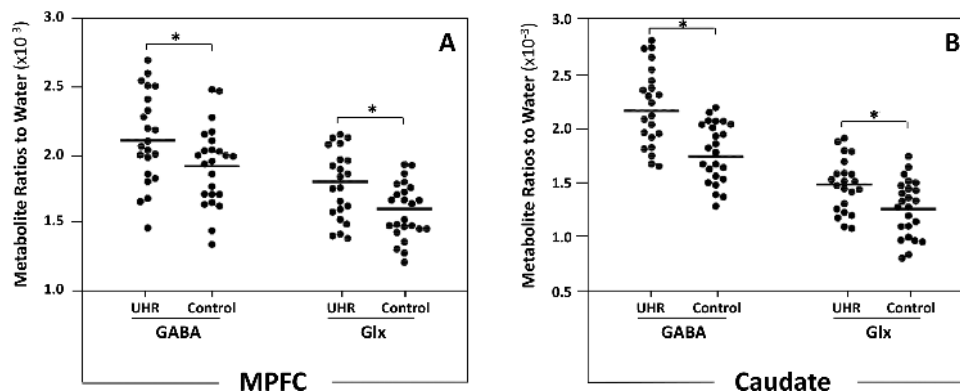 Metabolite Ratios to Water (x10⁻³)
3.0
2.5
2.0
1.5
1.0
*
*
A
UHR Control UHR Control
GABA Glx
MPFC
Metabolite Ratios to Water (x10⁻³)
3.0
2.5
2.0
1.5
1.0
0.5
*
*
B
UHR Control UHR Control
GABA Glx
Caudate